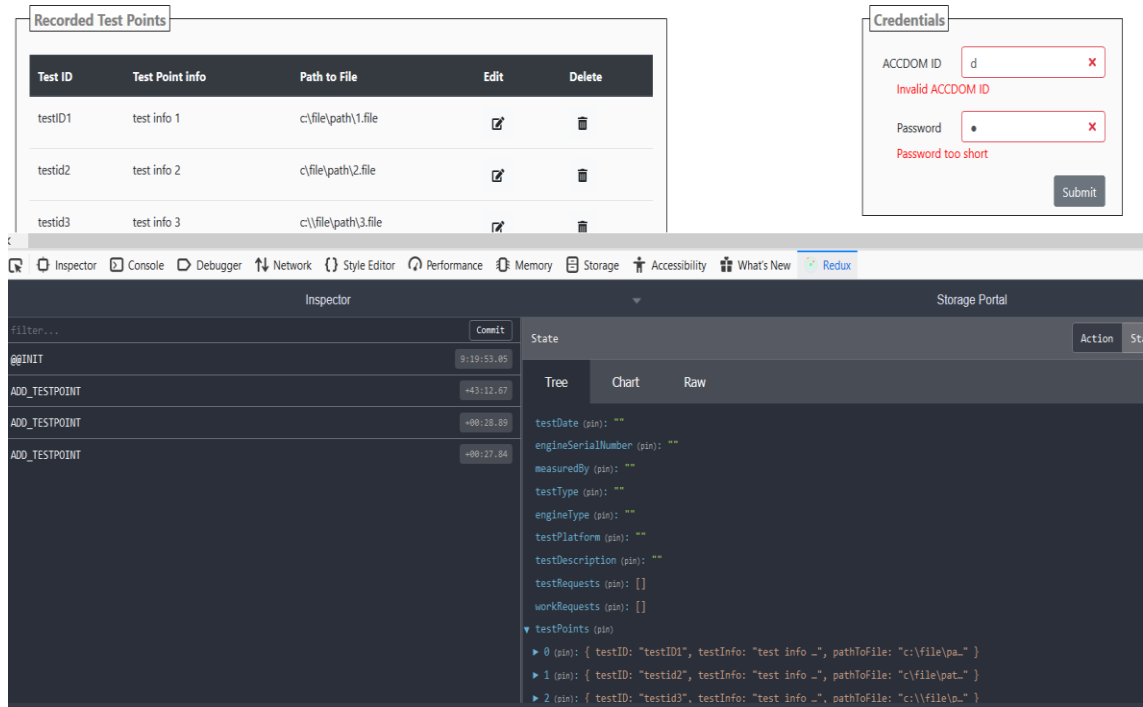 Recorded Test Points
Test ID Test Point info Path to File Edit Delete
testID1 test info 1 c:\file\path\1.file
testid2 test info 2 c\file\path\2.file
testid3 test info 3 c:\\file\path\3.file
Credentials
ACCDOM ID d
Invalid ACCDOM ID
Password
Password too short
Submit
Inspector Console Debugger Network Style Editor Performance Memory Storage Accessibility What's New Redux
Inspector Storage Portal
filter... Commit
@@INIT 9:19:53.05
ADD_TESTPOINT +43:12.67
ADD_TESTPOINT +00:28.89
ADD_TESTPOINT +00:27.84
State Action Sta
Tree Chart Raw
testDate (pin): ""
engineSerialNumber (pin): ""
measuredBy (pin): ""
testType (pin): ""
engineType (pin): ""
testPlatform (pin): ""
testDescription (pin): ""
testRequests (pin): []
workRequests (pin): []
testPoints (pin)
0 (pin): { testID: "testID1", testInfo: "test info …", pathToFile: "c:\file\pa…" }
1 (pin): { testID: "testid2", testInfo: "test info …", pathToFile: "c\file\pat…" }
2 (pin): { testID: "testid3", testInfo: "test info …", pathToFile: "c:\\file\p…" }